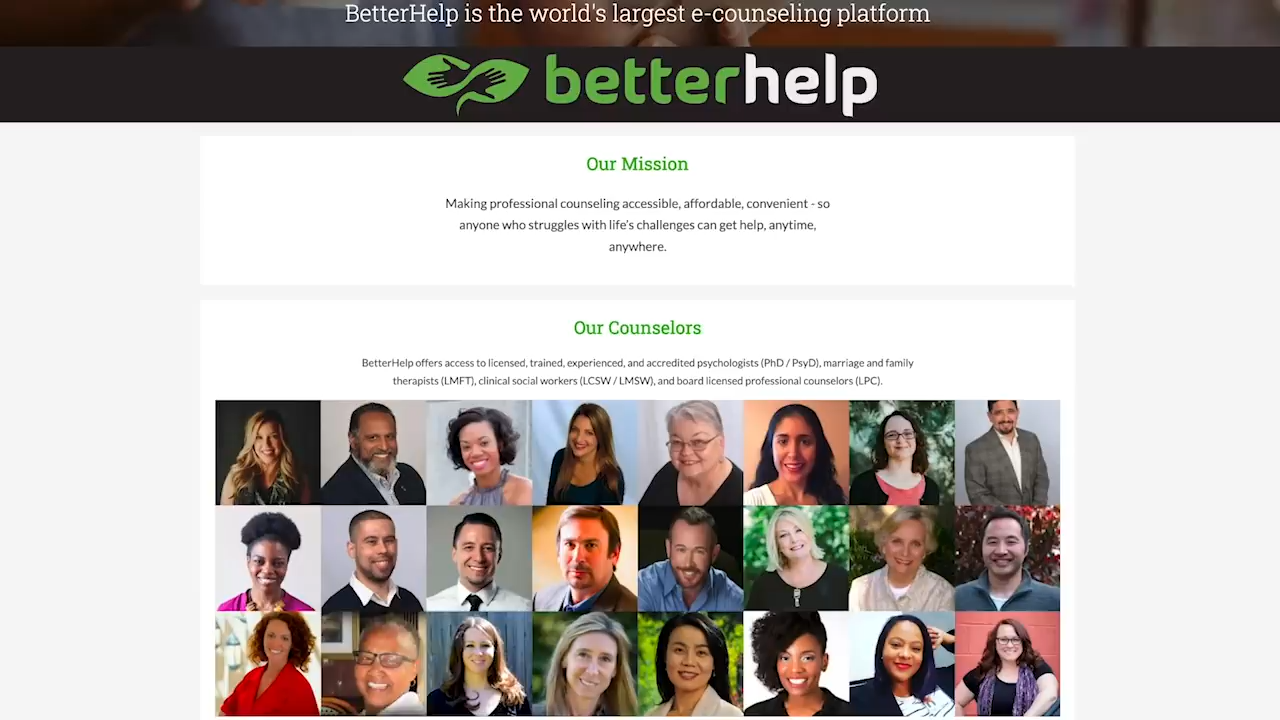 BetterHelp is the world's largest e-counseling platform
betterhelp
Our Mission
Making professional counseling accessible, affordable, convenient - so
anyone who struggles with life's challenges can get help, anytime,
anywhere.
Our Counselors
BetterHelp offers access to licensed, trained, experienced, and accredited psychologists (PhD / PsyD), marriage and family
therapists (LMFT), clinical social workers (LCSW / LMSW), and board licensed professional counselors (LPC).